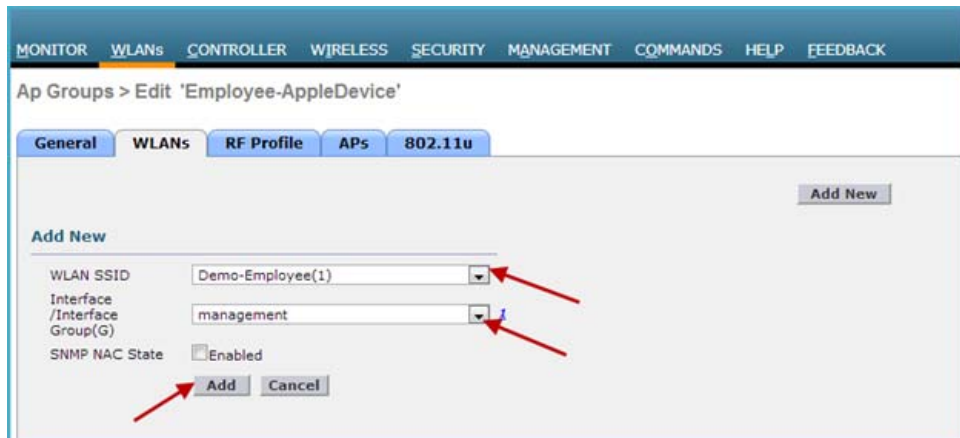 MONITOR WLANs CONTROLLER WIRELESS SECURITY MANAGEMENT COMMANDS HELP FEEDBACK
Ap Groups > Edit 'Employee-AppleDevice'
General WLANs RF Profile APs 802.11u
Add New
Add New
WLAN SSID Demo-Employee(1)
Interface
/Interface
Group(G)
management 1
SNMP NAC State Enabled
Add Cancel